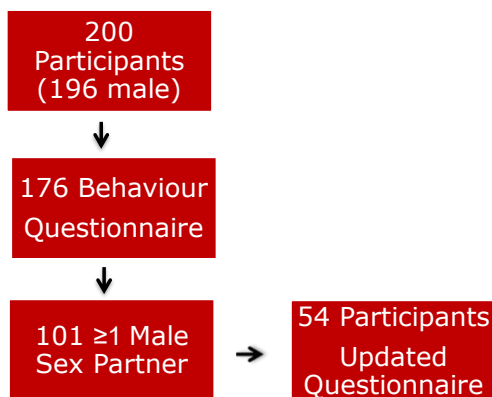 200
Participants
(196 male)
176 Behaviour
Questionnaire
101 ≥1 Male
Sex Partner
54 Participants
Updated
Questionnaire